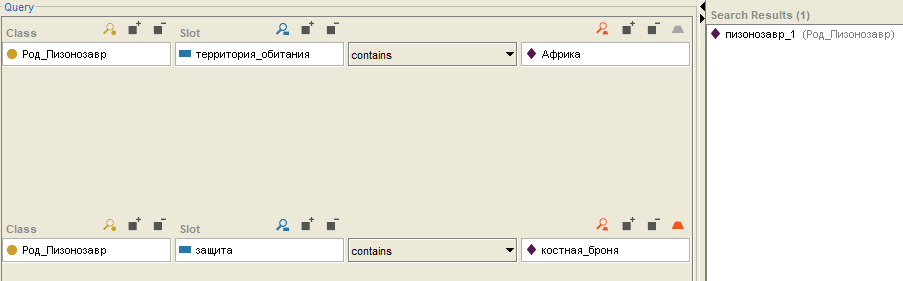 Query
Class Slot
Род_Пизонозавр территория_обитания contains Африка
Class Slot
Род_Пизонозавр защита contains костная_броня
Search Results (1)
пизонозавр_1 (Род_Пизонозавр)